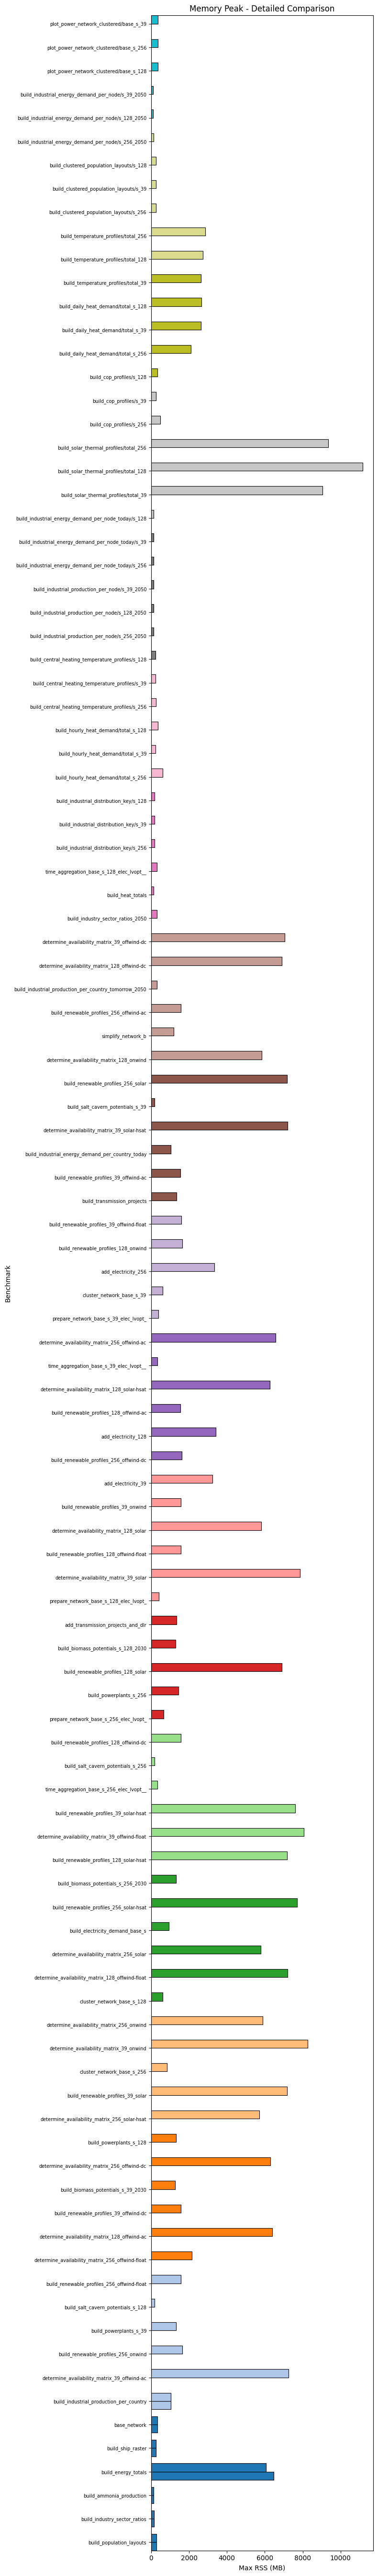 Memory Peak - Detailed Comparison
plot_power_network_clustered/base_s_39
plot_power_network_clustered/base_s_256
plot_power_network_clustered/base_s_128
build_industrial_energy_demand_per_node/s_39_2050
build_industrial_energy_demand_per_node/s_128_2050
build_industrial_energy_demand_per_node/s_256_2050
build_clustered_population_layouts/s_128
build_clustered_population_layouts/s_39
build_clustered_population_layouts/s_256
build_temperature_profiles/total_256
build_temperature_profiles/total_128
build_temperature_profiles/total_39
build_daily_heat_demand/total_s_128
build_daily_heat_demand/total_s_39
build_daily_heat_demand/total_s_256
build_cop_profiles/s_128
build_cop_profiles/s_39
build_cop_profiles/s_256
build_solar_thermal_profiles/total_256
build_solar_thermal_profiles/total_128
build_solar_thermal_profiles/total_39
build_industrial_energy_demand_per_node_today/s_128
build_industrial_energy_demand_per_node_today/s_39
build_industrial_energy_demand_per_node_today/s_256
build_industrial_production_per_node/s_39_2050
build_industrial_production_per_node/s_128_2050
build_industrial_production_per_node/s_256_2050
build_central_heating_temperature_profiles/s_128
build_central_heating_temperature_profiles/s_39
build_central_heating_temperature_profiles/s_256
build_hourly_heat_demand/total_s_128
build_hourly_heat_demand/total_s_39
build_hourly_heat_demand/total_s_256
build_industrial_distribution_key/s_128
build_industrial_distribution_key/s_39
build_industrial_distribution_key/s_256
time_aggregation_base_s_128_elec_lvopt__
build_heat_totals
build_industry_sector_ratios_2050
determine_availability_matrix_39_offwind-dc
determine_availability_matrix_128_offwind-dc
build_industrial_production_per_country_tomorrow_2050
build_renewable_profiles_256_offwind-ac
simplify_network_b
determine_availability_matrix_128_onwind
build_renewable_profiles_256_solar
build_salt_cavern_potentials_s_39
determine_availability_matrix_39_solar-hsat
build_industrial_energy_demand_per_country_today
build_renewable_profiles_39_offwind-ac
build_transmission_projects
build_renewable_profiles_39_offwind-float
build_renewable_profiles_128_onwind
add_electricity_256
cluster_network_base_s_39
prepare_network_base_s_39_elec_lvopt_
determine_availability_matrix_256_offwind-ac
time_aggregation_base_s_39_elec_lvopt__
determine_availability_matrix_128_solar-hsat
build_renewable_profiles_128_offwind-ac
add_electricity_128
build_renewable_profiles_256_offwind-dc
add_electricity_39
build_renewable_profiles_39_onwind
determine_availability_matrix_128_solar
build_renewable_profiles_128_offwind-float
determine_availability_matrix_39_solar
prepare_network_base_s_128_elec_lvopt_
add_transmission_projects_and_dlr
build_biomass_potentials_s_128_2030
build_renewable_profiles_128_solar
build_powerplants_s_256
prepare_network_base_s_256_elec_lvopt_
build_renewable_profiles_128_offwind-dc
build_salt_cavern_potentials_s_256
time_aggregation_base_s_256_elec_lvopt__
build_renewable_profiles_39_solar-hsat
determine_availability_matrix_39_offwind-float
build_renewable_profiles_128_solar-hsat
build_biomass_potentials_s_256_2030
build_renewable_profiles_256_solar-hsat
build_electricity_demand_base_s
determine_availability_matrix_256_solar
determine_availability_matrix_128_offwind-float
cluster_network_base_s_128
determine_availability_matrix_256_onwind
determine_availability_matrix_39_onwind
cluster_network_base_s_256
build_renewable_profiles_39_solar
determine_availability_matrix_256_solar-hsat
build_powerplants_s_128
determine_availability_matrix_256_offwind-dc
build_biomass_potentials_s_39_2030
build_renewable_profiles_39_offwind-dc
determine_availability_matrix_128_offwind-ac
determine_availability_matrix_256_offwind-float
build_renewable_profiles_256_offwind-float
build_salt_cavern_potentials_s_128
build_powerplants_s_39
build_renewable_profiles_256_onwind
determine_availability_matrix_39_offwind-ac
build_industrial_production_per_country
base_network
build_ship_raster
build_energy_totals
build_ammonia_production
build_industry_sector_ratios
build_population_layouts
Benchmark
0 2000 4000 6000 8000 10000
Max RSS (MB)